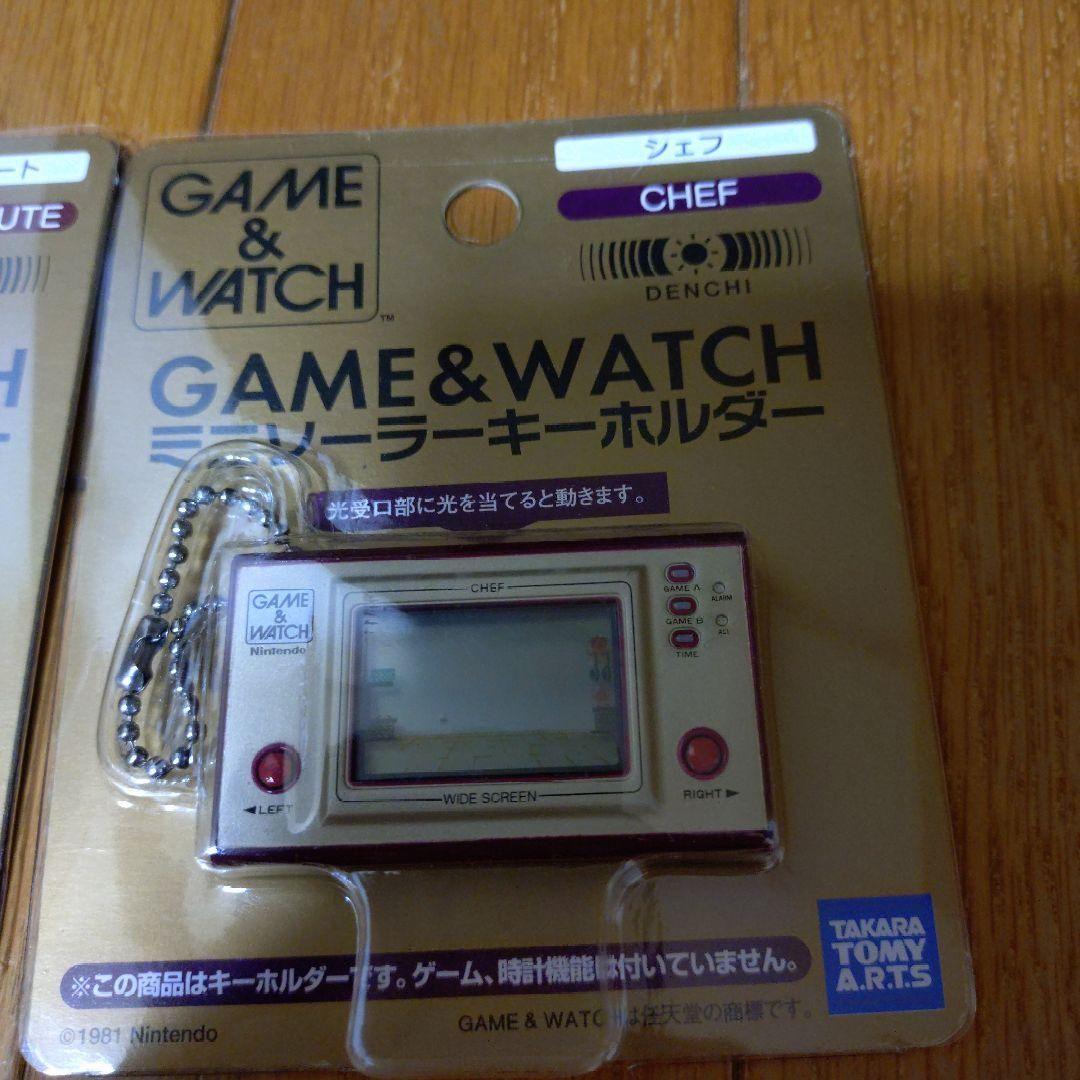 ート
UTE
H
ー
GAME
&
WATCH
TM
シェフ
CHEF
DENCHI
GAME&WATCH
ミニソーラーキーホルダー
光受口部に光を当てると動きます。
CHEF
GAME
&
WATCH
Nintendo
GAME A
ALARM
GAME B
ACL
TIME
◀LEFT
WIDE SCREEN
RIGHT▶
TAKARA
TOMY
A.R.T.S
※この商品はキーホルダーです。ゲーム、時計機能は付いていません。
©1981 Nintendo
GAME & WATCHは任天堂の商標です。